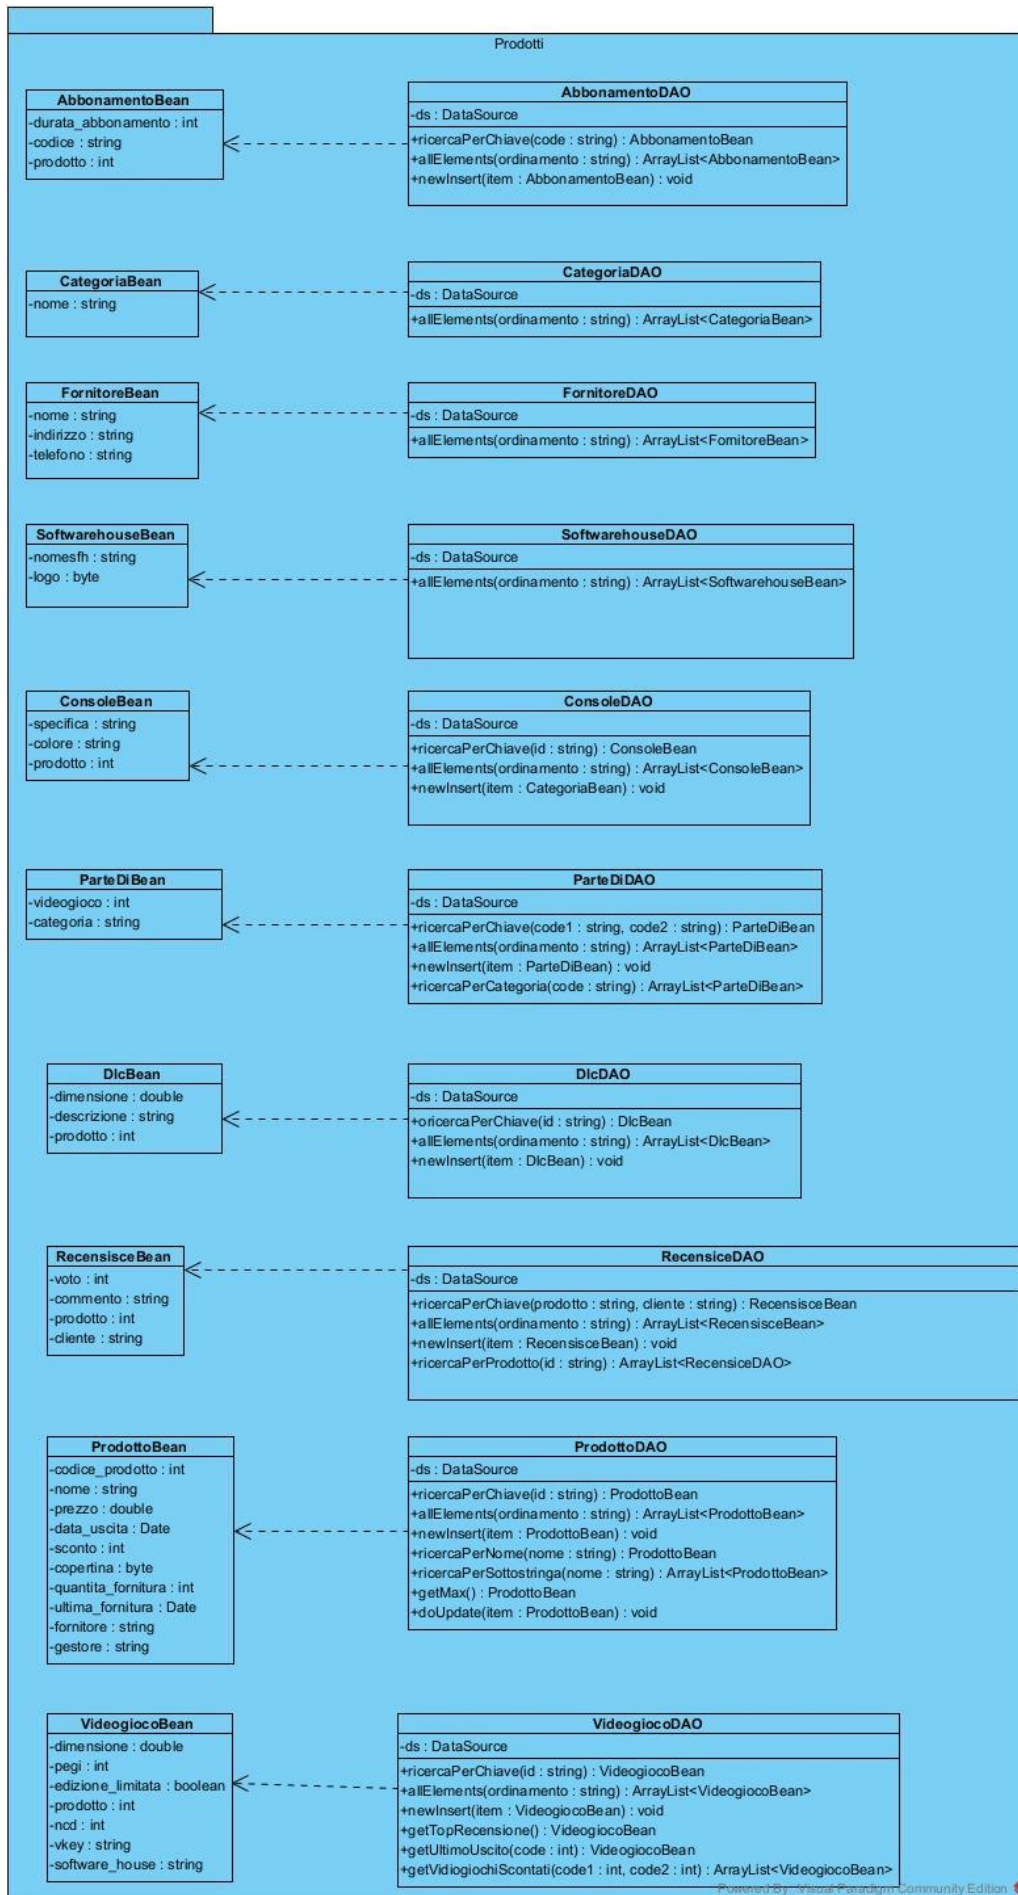 Prodotti
AbbonamentoBean
-durata_abbonamento : int
-codice : string
-prodotto : int
AbbonamentoDAO
-ds : DataSource
+ricercaPerChiave(code : string) : AbbonamentoBean
+allElements(ordinamento : string) : ArrayList<AbbonamentoBean>
+newInsert(item : AbbonamentoBean) : void
CategoriaBean
-nome : string
CategoriaDAO
-ds : DataSource
+allElements(ordinamento : string) : ArrayList<CategoriaBean>
FornitoreBean
-nome : string
-indirizzo : string
-telefono : string
FornitoreDAO
-ds : DataSource
+allElements(ordinamento : string) : ArrayList<FornitoreBean>
SoftwarehouseBean
-nomesfh : string
-logo : byte
SoftwarehouseDAO
-ds : DataSource
+allElements(ordinamento : string) : ArrayList<SoftwarehouseBean>
ConsoleBean
-specifica : string
-colore : string
-prodotto : int
ConsoleDAO
-ds : DataSource
+ricercaPerChiave(id : string) : ConsoleBean
+allElements(ordinamento : string) : ArrayList<ConsoleBean>
+newInsert(item : CategoriaBean) : void
ParteDiBean
-videogioco : int
-categoria : string
ParteDiDAO
-ds : DataSource
+ricercaPerChiave(code1 : string, code2 : string) : ParteDiBean
+allElements(ordinamento : string) : ArrayList<ParteDiBean>
+newInsert(item : ParteDiBean) : void
+ricercaPerCategoria(code : string) : ArrayList<ParteDiBean>
DlcBean
-dimensione : double
-descrizione : string
-prodotto : int
DlcDAO
-ds : DataSource
+oricercaPerChiave(id : string) : DlcBean
+allElements(ordinamento : string) : ArrayList<DlcBean>
+newInsert(item : DlcBean) : void
RecensisceBean
-voto : int
-commento : string
-prodotto : int
-cliente : string
RecensiceDAO
-ds : DataSource
+ricercaPerChiave(prodotto : string, cliente : string) : RecensisceBean
+allElements(ordinamento : string) : ArrayList<RecensisceBean>
+newInsert(item : RecensisceBean) : void
+ricercaPerProdotto(id : string) : ArrayList<RecensiceDAO>
ProdottoBean
-codice_prodotto : int
-nome : string
-prezzo : double
-data_uscita : Date
-sconto : int
-copertina : byte
-quantita_fornitura : int
-ultima_fornitura : Date
-fornitore : string
-gestore : string
ProdottoDAO
-ds : DataSource
+ricercaPerChiave(id : string) : ProdottoBean
+allElements(ordinamento : string) : ArrayList<ProdottoBean>
+newInsert(item : ProdottoBean) : void
+ricercaPerNome(nome : string) : ProdottoBean
+ricercaPerSottostringa(nome : string) : ArrayList<ProdottoBean>
+getMax() : ProdottoBean
+doUpdate(item : ProdottoBean) : void
VideogiocoBean
-dimensione : double
-pegi : int
-edizione_limitata : boolean
-prodotto : int
-ncd : int
-vkey : string
-software_house : string
VideogiocoDAO
-ds : DataSource
+ricercaPerChiave(id : string) : VideogiocoBean
+allElements(ordinamento : string) : ArrayList<VideogiocoBean>
+newInsert(item : VideogiocoBean) : void
+getTopRecensione() : VideogiocoBean
+getUltimoUscito(code : int) : VideogiocoBean
+getVidiogiochiScontati(code1 : int, code2 : int) : ArrayList<VideogiocoBean>
Powered By: Visual Paradigm Community Edition